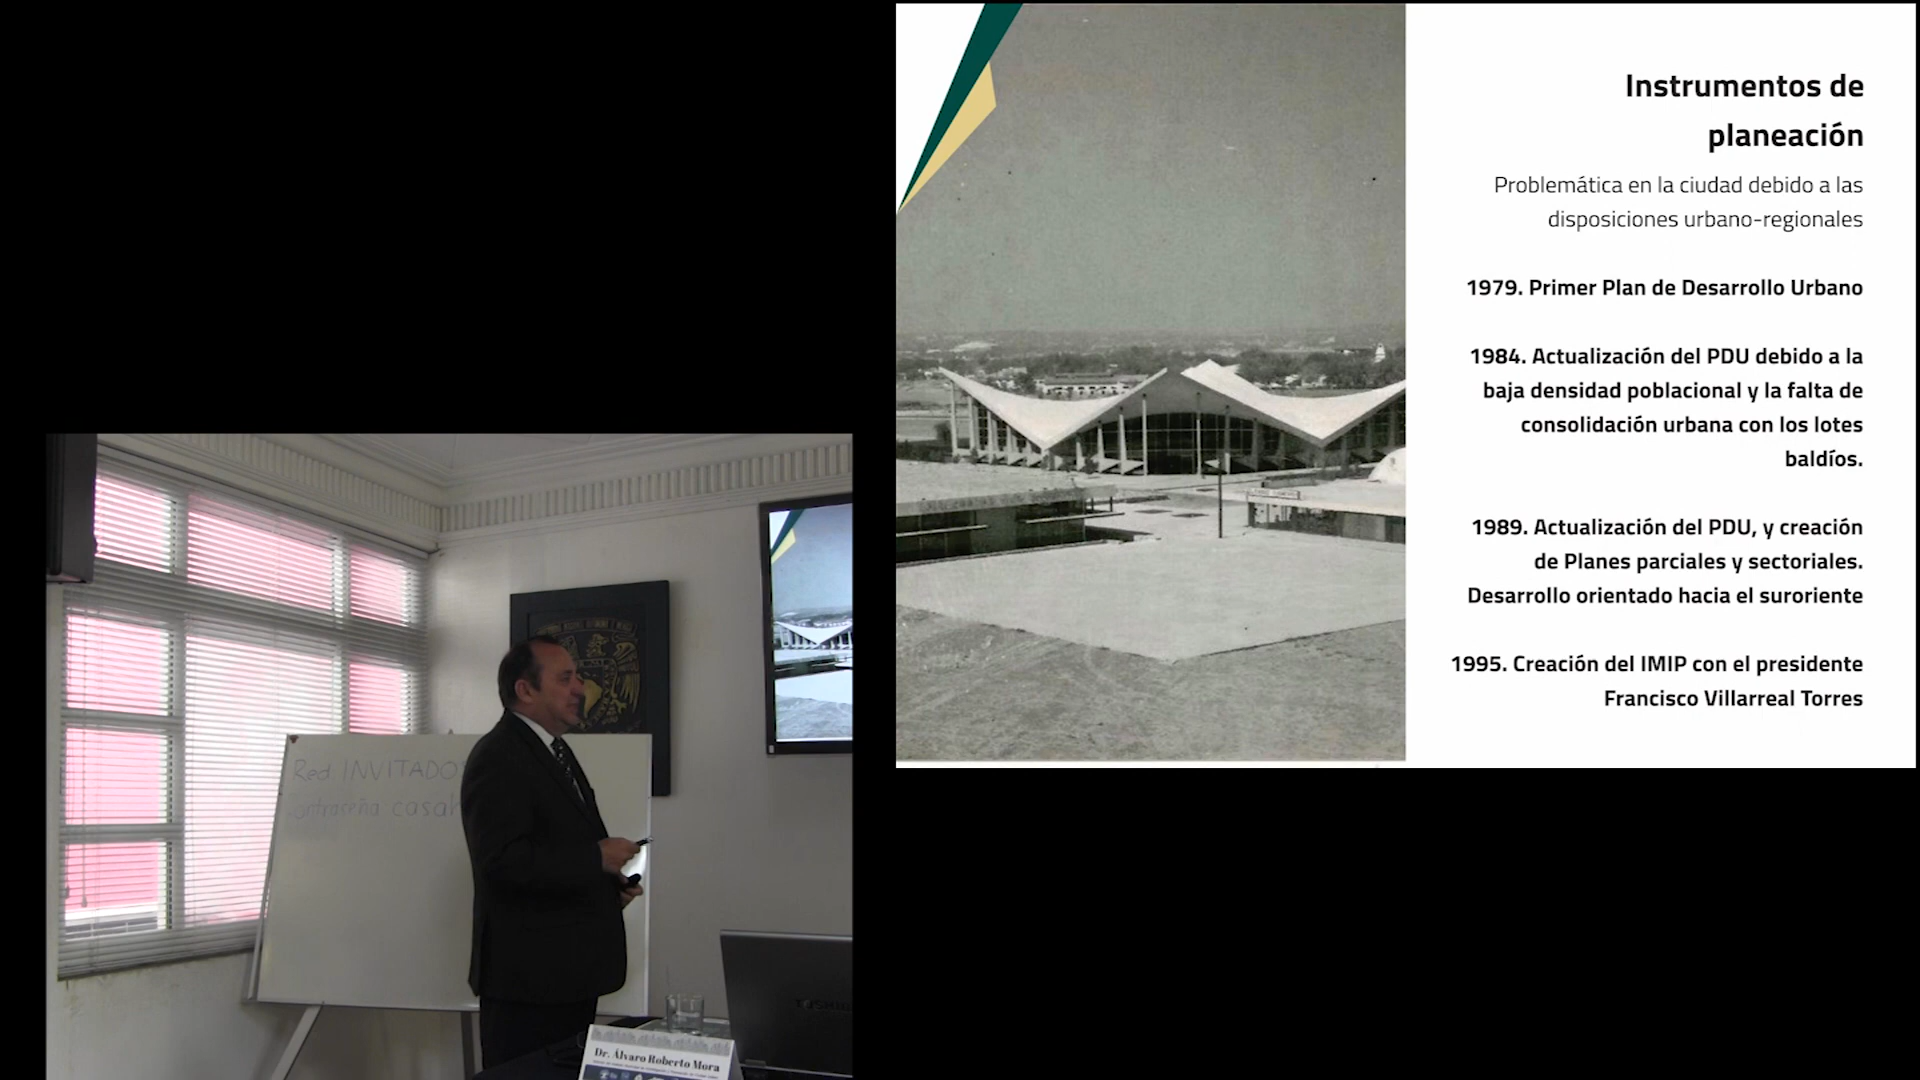 Instrumentos de
planeación
Problemática en la ciudad debido a las
disposiciones urbano-regionales
1979. Primer Plan de Desarrollo Urbano
1984. Actualización del PDU debido a la
baja densidad poblacional y la falta de
consolidación urbana con los lotes
baldíos.
1989. Actualización del PDU, y creación
de Planes parciales y sectoriales.
Desarrollo orientado hacia el suroriente
1995. Creación del IMIP con el presidente
Francisco Villarreal Torres
Red INVITADO
Dr. Álvaro Roberto Mora